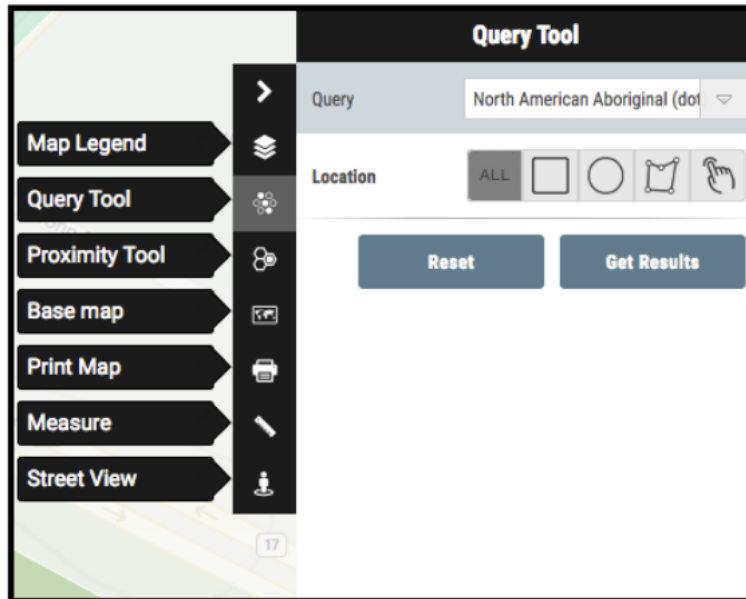 Query Tool
Query
North American Aboriginal (dot
Map Legend
Location
ALL
Query Tool
Proximity Tool
Reset
Get Results
Base map
Print Map
Measure
Street View
17